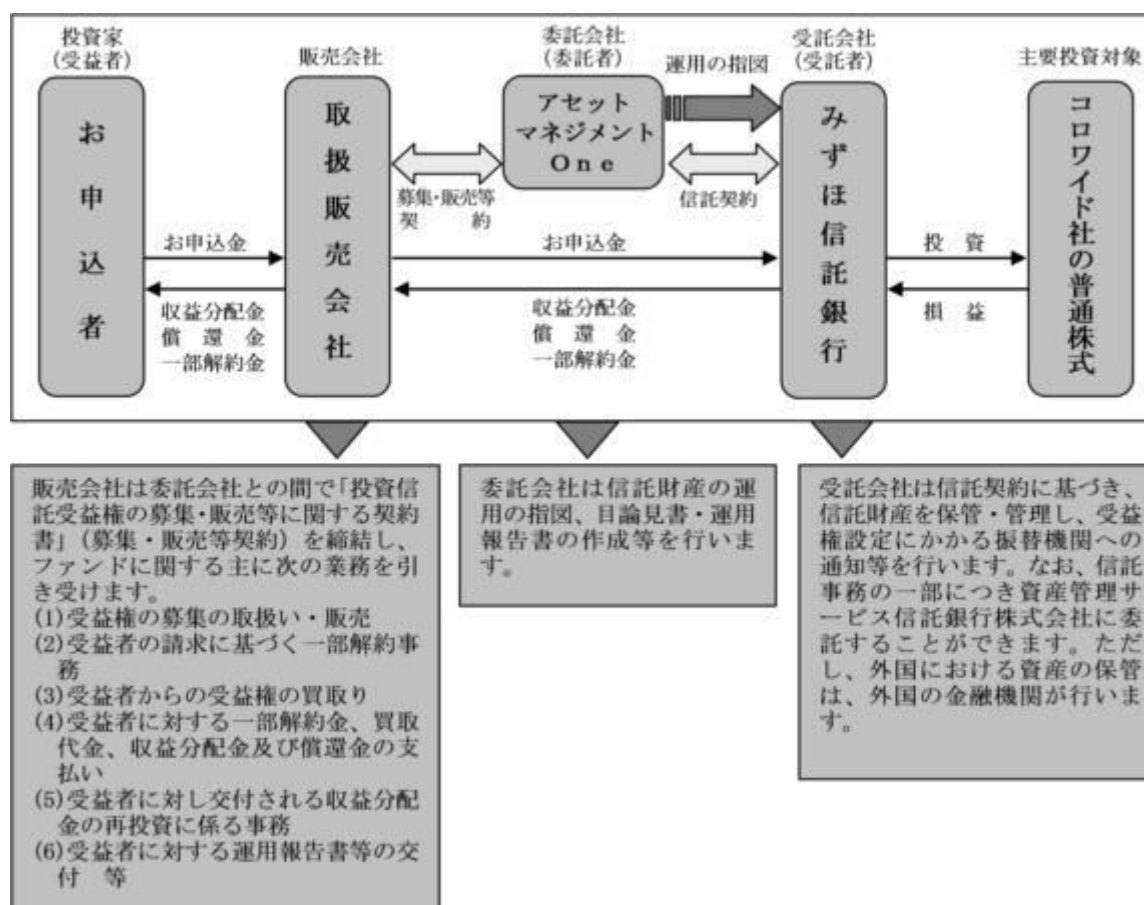 投資家
(受益者)
販売会社
委託会社
(委託者)
運用の指図
受託会社
(受託者)
主要投資対象
お申込者
取扱販売会社
アセット
マネジメント
One
みずほ信託銀行
コロワイド社の普通株式
募集・販売等
契　約
信託契約
お申込金
お申込金
投　資
収益分配金
償　還　金
一部解約金
収益分配金
償　還　金
一部解約金
損　益
販売会社は委託会社との間で「投資信
託受益権の募集・販売等に関する契約
書」(募集・販売等契約)を締結し、
ファンドに関する主に次の業務を引
き受けます。
(1)受益権の募集の取扱い・販売
(2)受益者の請求に基づく一部解約事
務
(3)受益者からの受益権の買取り
(4)受益者に対する一部解約金、買取
代金、収益分配金及び償還金の支
払い
(5)受益者に対し交付される収益分配
金の再投資に係る事務
(6)受益者に対する運用報告書等の交
付　等
委託会社は信託財産の運
用の指図、目論見書・運用
報告書の作成等を行いま
す。
受託会社は信託契約に基づき、
信託財産を保管・管理し、受益
権設定にかかる振替機関への
通知等を行います。なお、信託
事務の一部につき資産管理サ
ービス信託銀行株式会社に委
託することができます。ただ
し、外国における資産の保管
は、外国の金融機関が行いま
す。